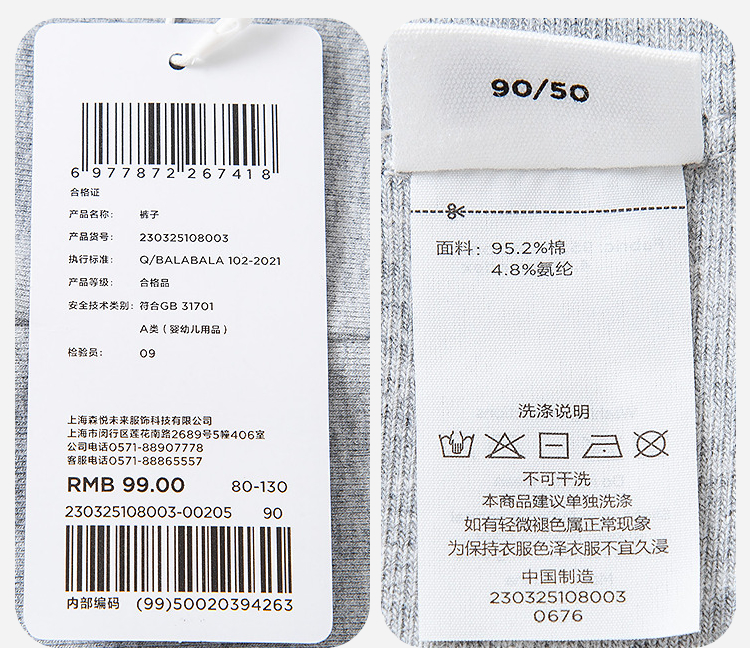 6 977872 267418
合格证
产品名称: 裤子
产品货号: 230325108003
执行标准: Q/BALABALA 102-2021
产品等级: 合格品
安全技术类别: 符合GB 31701
A类（婴幼儿用品）
检验员: 09
上海森悦未来服饰科技有限公司
上海市闵行区莲花南路2689号5幢406室
公司电话0571-88907778
客服电话0571-88865557
RMB 99.00 80-130
230325108003-00205 90
内部编码 (99)50020394263
90/50
面料: 95.2%棉
4.8%氨纶
洗涤说明
不可干洗
本商品建议单独洗涤
如有轻微褪色属正常现象
为保持衣服色泽衣服不宜久浸
中国制造
230325108003
0676